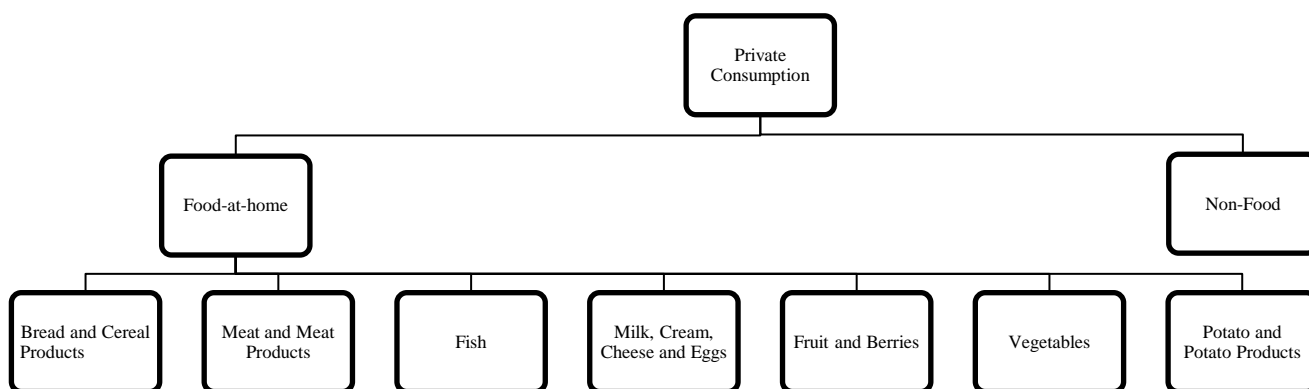 Private
Consumption
Food-at-home
Non-Food
Bread and Cereal
Products
Meat and Meat
Products
Fish
Milk, Cream,
Cheese and Eggs
Fruit and Berries
Vegetables
Potato and
Potato Products